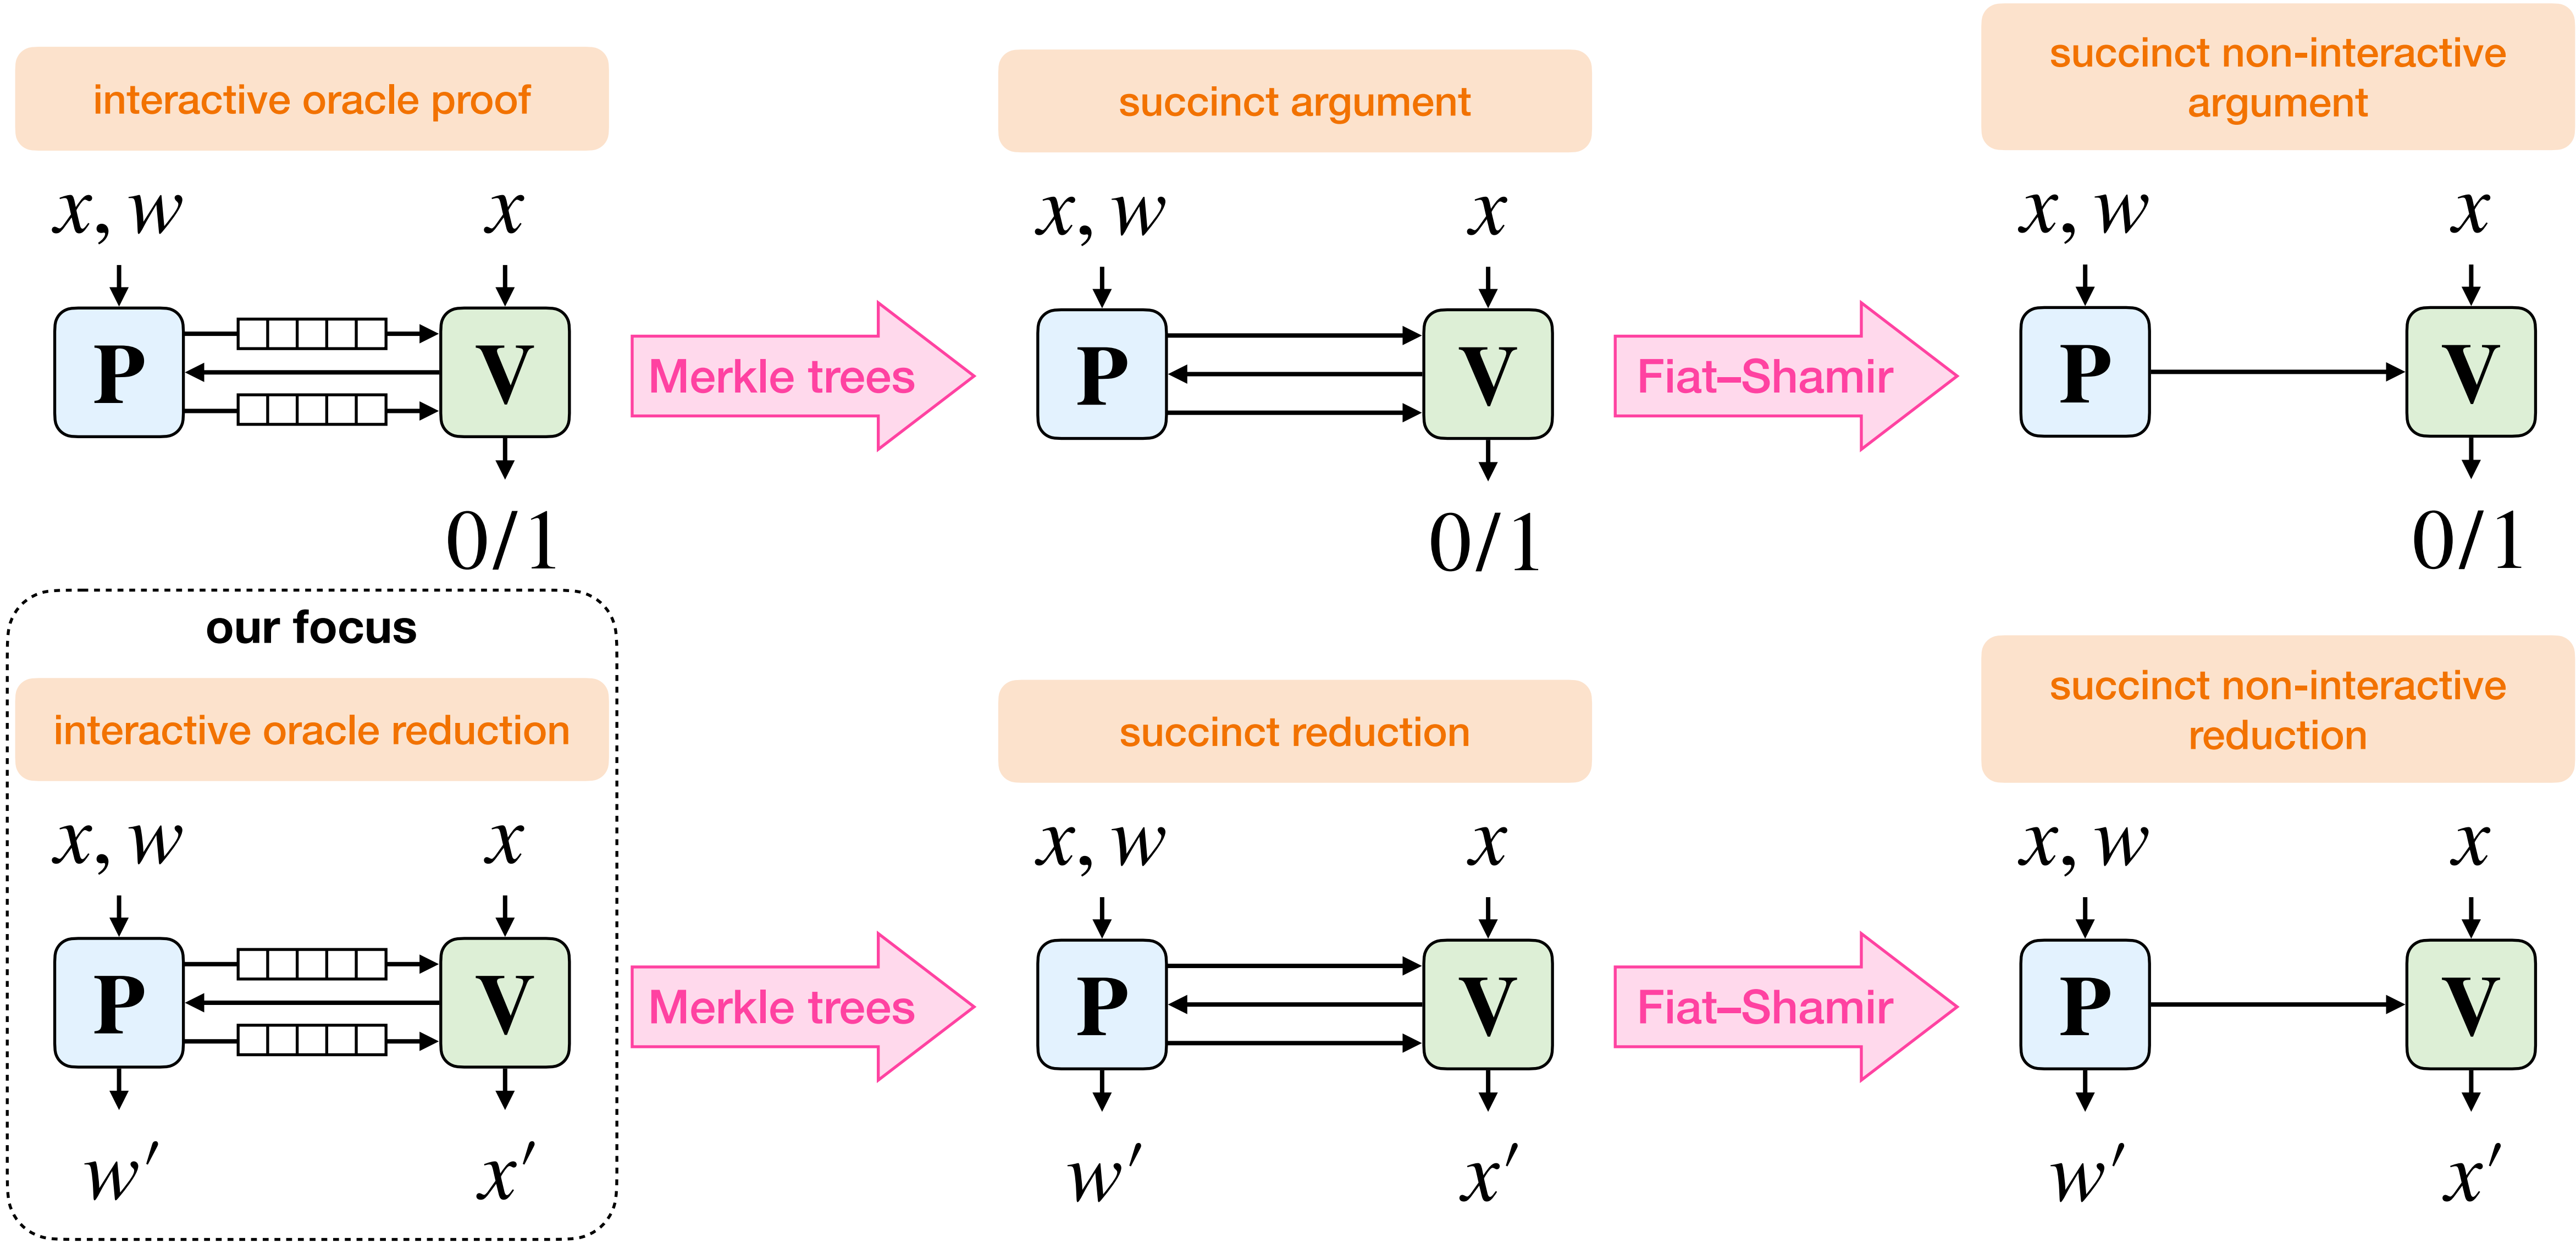 interactive oracle proof
succinct argument
succinct non-interactive
argument
x, w
x
x, w
x
x, w
x
P
V
Merkle trees
P
V
Fiat–Shamir
P
V
0/1
0/1
0/1
our focus
interactive oracle reduction
succinct reduction
succinct non-interactive
reduction
x, w
x
x, w
x
x, w
x
P
V
Merkle trees
P
V
Fiat–Shamir
P
V
w′
x′
w′
x′
w′
x′